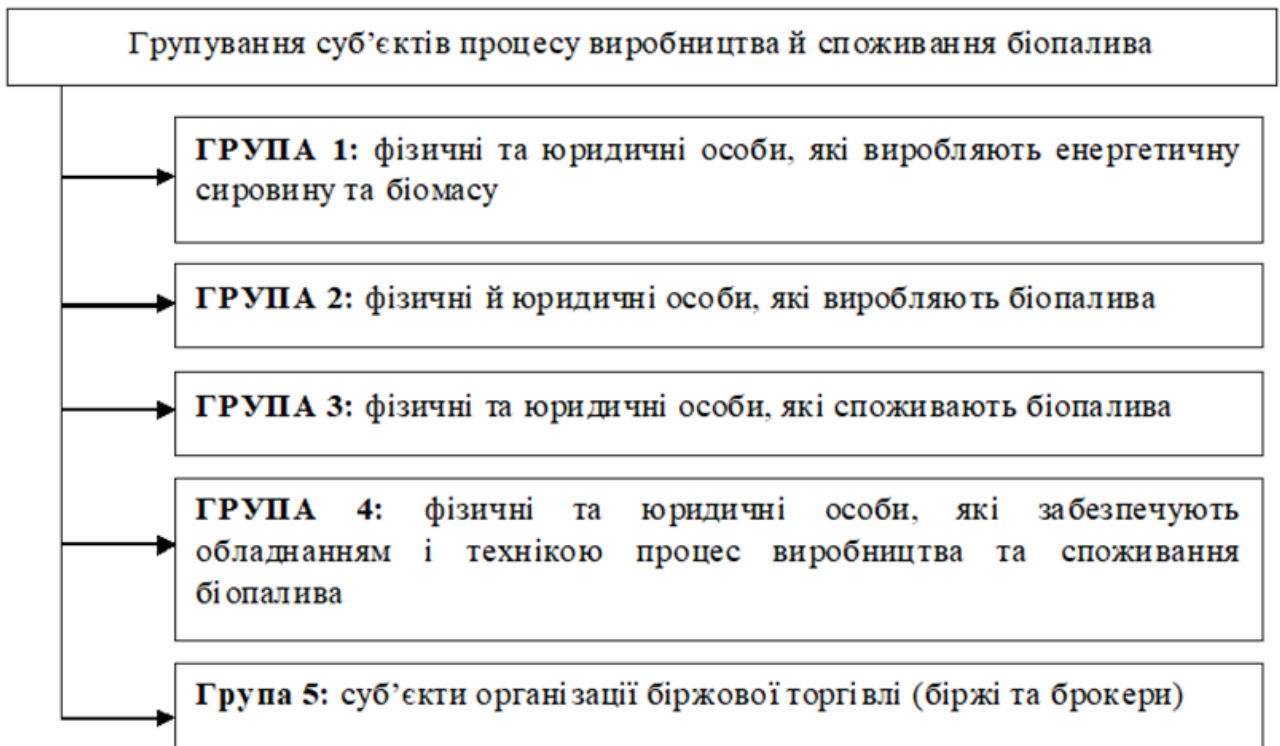 Групування суб’єктів процесу виробництва й споживання біопалива
ГРУПА 1: фізичні та юридичні особи, які виробляють енергетичну
сировину та біомасу
ГРУПА 2: фізичні й юридичні особи, які виробляють біопалива
ГРУПА 3: фізичні та юридичні особи, які споживають біопалива
ГРУПА 4: фізичні та юридичні особи, які забезпечують
обладнанням і технікою процес виробництва та споживання
біопалива
Група 5: суб’єкти організації біржової торгівлі (біржі та брокери)